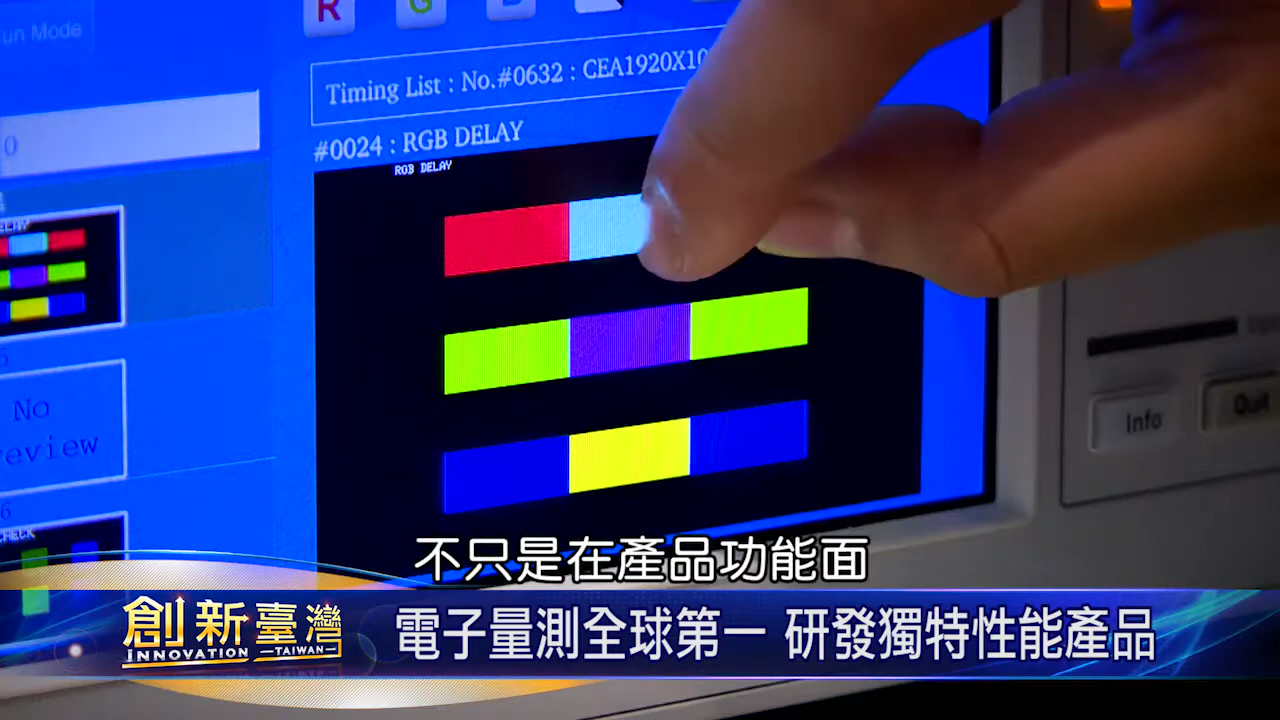 un Mode
R
G
Timing List : No.#0632 : CEA1920X10
0
#0024 : RGB DELAY
RGB DELAY
No
review
6
CHECK
Info
Quit
不只是在產品功能面
創新臺灣
INNOVATION
TAIWAN
電子量測全球第一 研發獨特性能產品